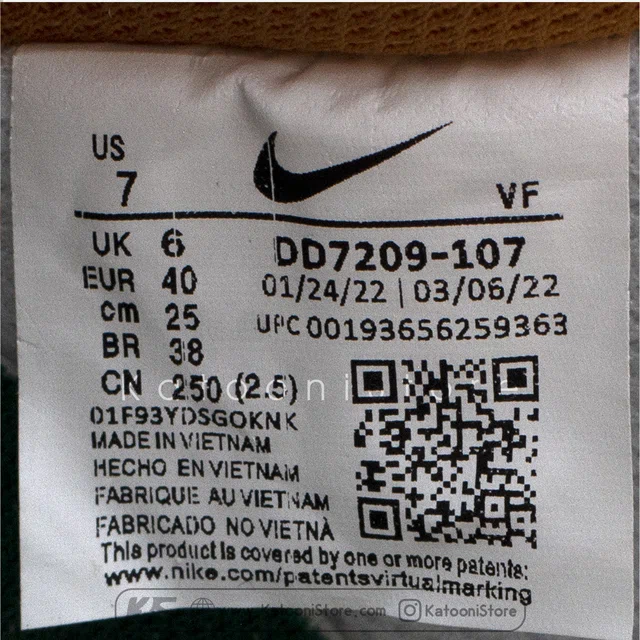 US
7
VF
UK 6
EUR 40
cm 25
BR 38
CN 250 (2.5)
DD7209-107
01/24/22 | 03/06/22
UPC 00193656259363
01F93YDSGOKNK
MADE IN VIETNAM
HECHO EN VIETNAM
FABRIQUE AU VIETNAM
FABRICADO NO VIETNÃ
This product is covered by one or more patents:
www.nike.com/patentsvirtualmarking
www.KatooniStore.com
KatooniStore